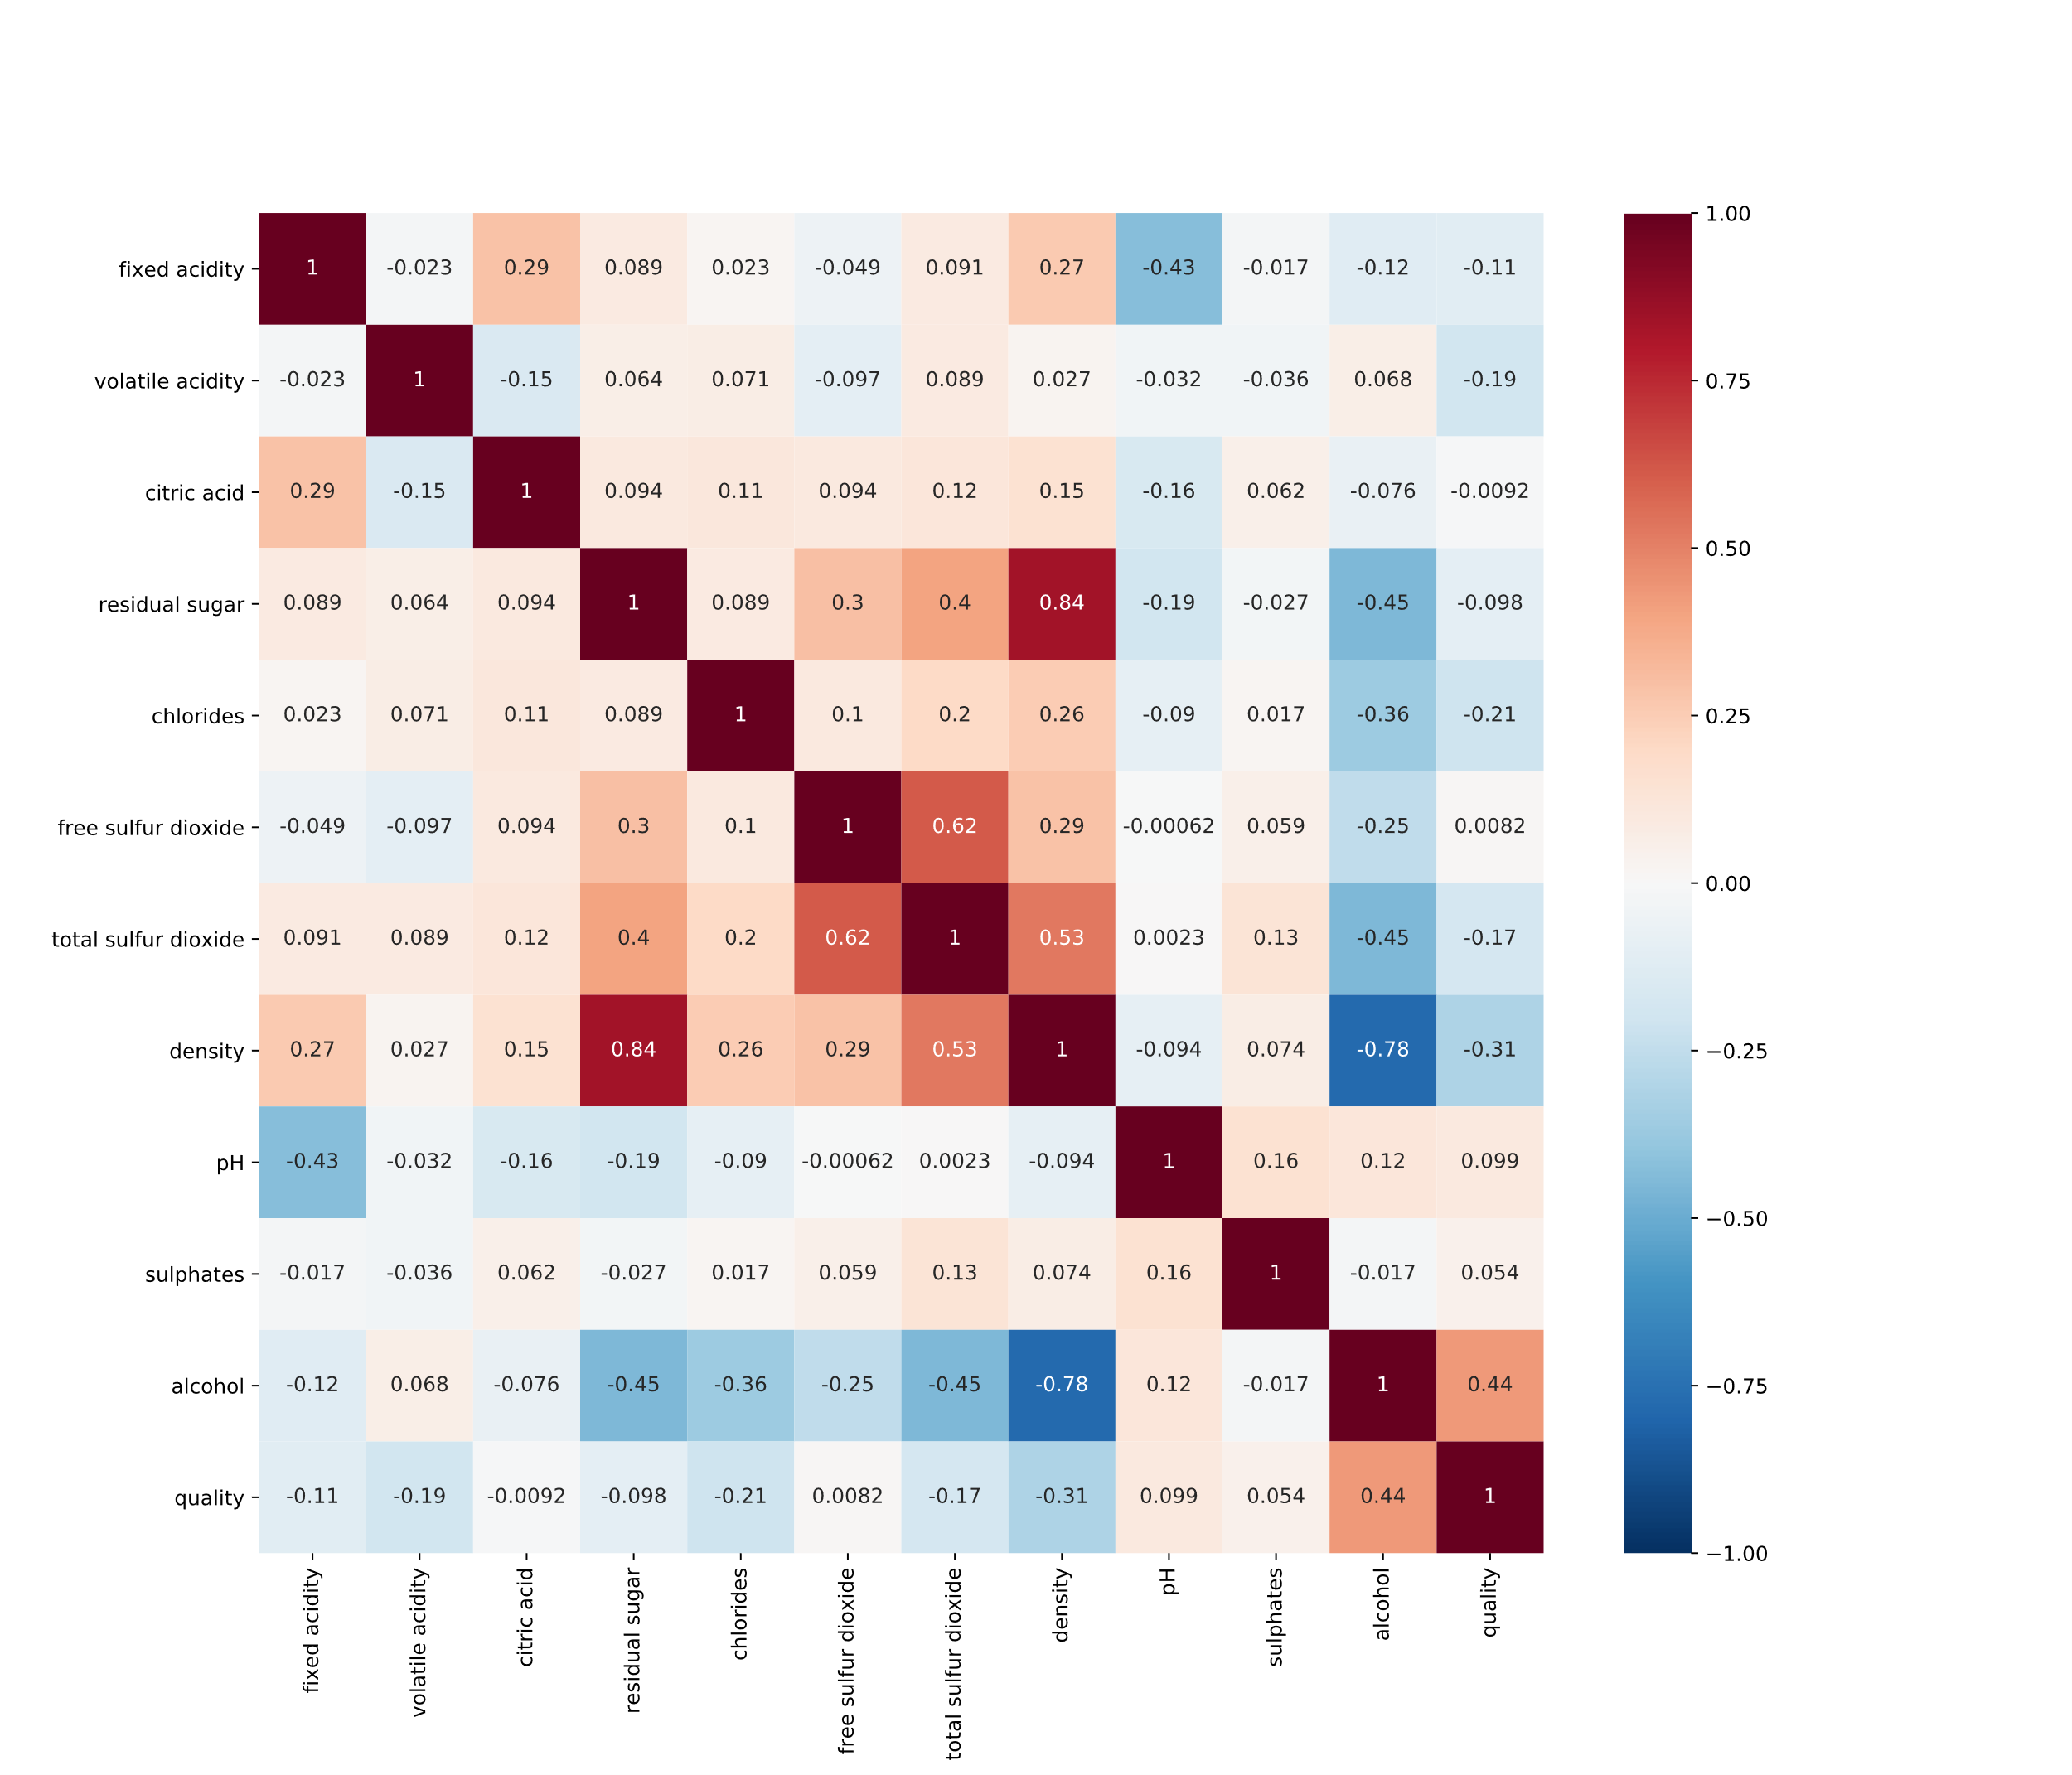 fixed acidity 1 -0.023 0.29 0.089 0.023 -0.049 0.091 0.27 -0.43 -0.017 -0.12 -0.11
volatile acidity -0.023 1 -0.15 0.064 0.071 -0.097 0.089 0.027 -0.032 -0.036 0.068 -0.19
citric acid 0.29 -0.15 1 0.094 0.11 0.094 0.12 0.15 -0.16 0.062 -0.076 -0.0092
residual sugar 0.089 0.064 0.094 1 0.089 0.3 0.4 0.84 -0.19 -0.027 -0.45 -0.098
chlorides 0.023 0.071 0.11 0.089 1 0.1 0.2 0.26 -0.09 0.017 -0.36 -0.21
free sulfur dioxide -0.049 -0.097 0.094 0.3 0.1 1 0.62 0.29 -0.00062 0.059 -0.25 0.0082
total sulfur dioxide 0.091 0.089 0.12 0.4 0.2 0.62 1 0.53 0.0023 0.13 -0.45 -0.17
density 0.27 0.027 0.15 0.84 0.26 0.29 0.53 1 -0.094 0.074 -0.78 -0.31
pH -0.43 -0.032 -0.16 -0.19 -0.09 -0.00062 0.0023 -0.094 1 0.16 0.12 0.099
sulphates -0.017 -0.036 0.062 -0.027 0.017 0.059 0.13 0.074 0.16 1 -0.017 0.054
alcohol -0.12 0.068 -0.076 -0.45 -0.36 -0.25 -0.45 -0.78 0.12 -0.017 1 0.44
quality -0.11 -0.19 -0.0092 -0.098 -0.21 0.0082 -0.17 -0.31 0.099 0.054 0.44 1
fixed acidity
volatile acidity
citric acid
residual sugar
chlorides
free sulfur dioxide
total sulfur dioxide
density
pH
sulphates
alcohol
quality
1.00
0.75
0.50
0.25
0.00
−0.25
−0.50
−0.75
−1.00